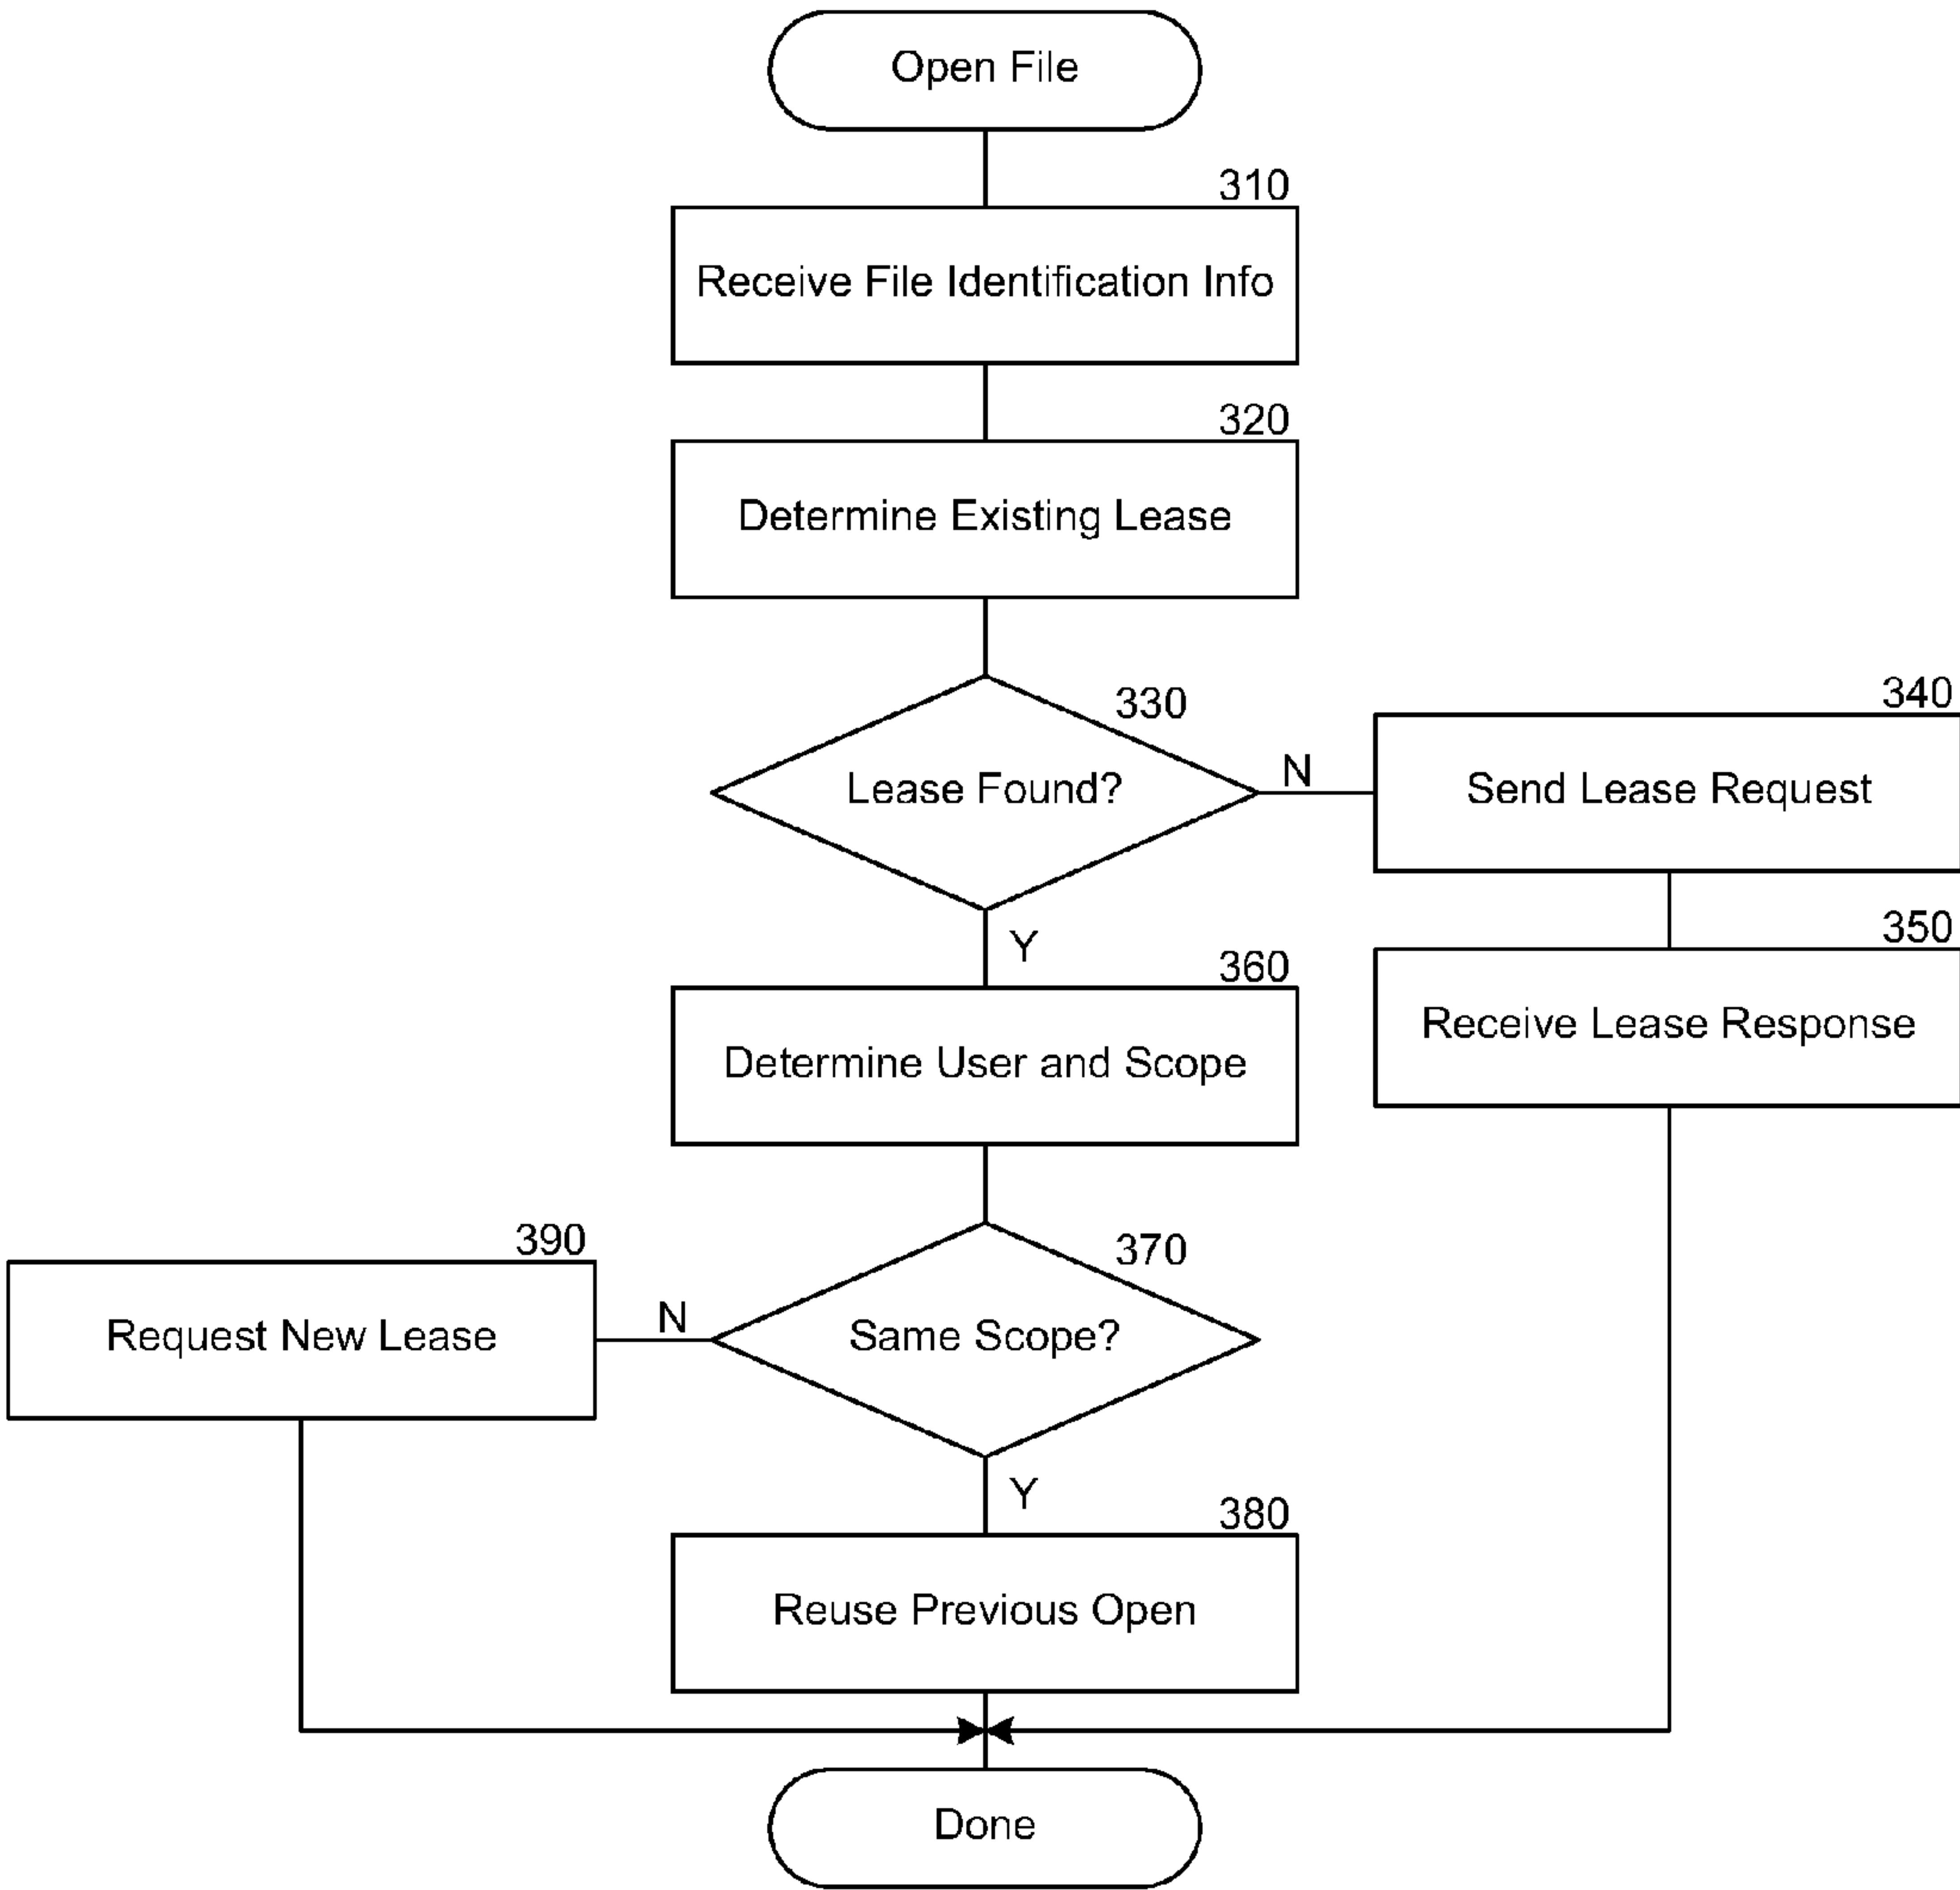 Open File
310
Receive File Identification Info
320
Determine Existing Lease
330
Lease Found?
N
340
Send Lease Request
Y
350
Receive Lease Response
360
Determine User and Scope
370
Same Scope?
N
390
Request New Lease
Y
380
Reuse Previous Open
Done